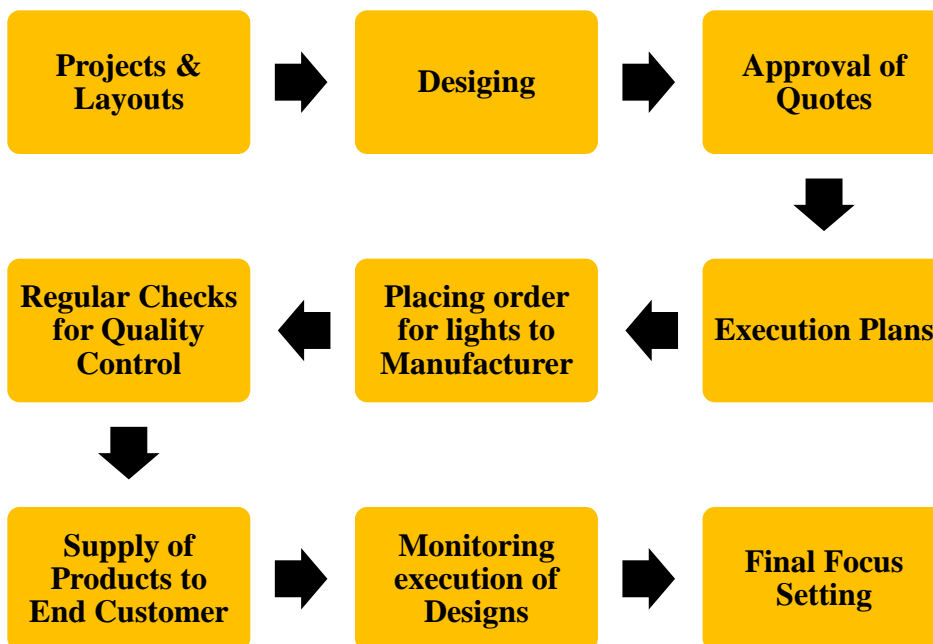 Projects &
Layouts
Desiging
Approval of
Quotes
Execution Plans
Placing order
for lights to
Manufacturer
Regular Checks
for Quality
Control
Supply of
Products to
End Customer
Monitoring
execution of
Designs
Final Focus
Setting